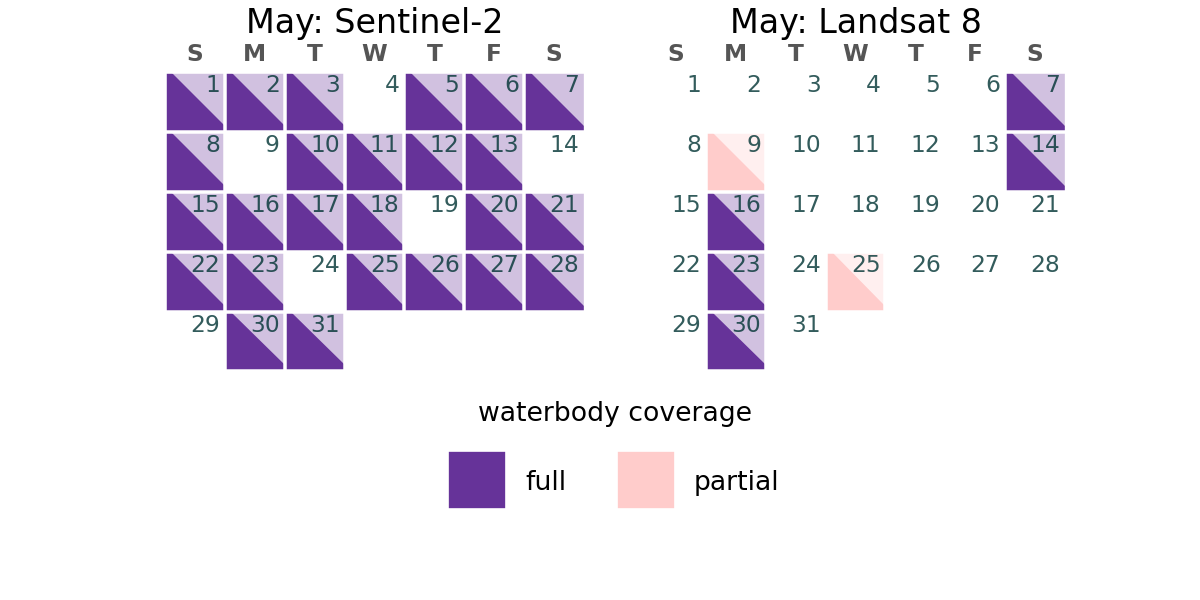 May: Sentinel-2
S M T W T F S
1 2 3 4 5 6 7
8 9 10 11 12 13 14
15 16 17 18 19 20 21
22 23 24 25 26 27 28
29 30 31
May: Landsat 8
S M T W T F S
1 2 3 4 5 6 7
8 9 10 11 12 13 14
15 16 17 18 19 20 21
22 23 24 25 26 27 28
29 30 31
waterbody coverage
full
partial